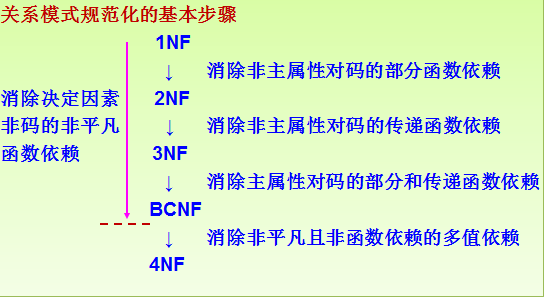 关系模式规范化的基本步骤
1NF
↓ 消除非主属性对码的部分函数依赖
消除决定因素
2NF
非码的非平凡
↓ 消除非主属性对码的传递函数依赖
函数依赖
3NF
↓ 消除主属性对码的部分和传递函数依赖
BCNF
↓ 消除非平凡且非函数依赖的多值依赖
4NF